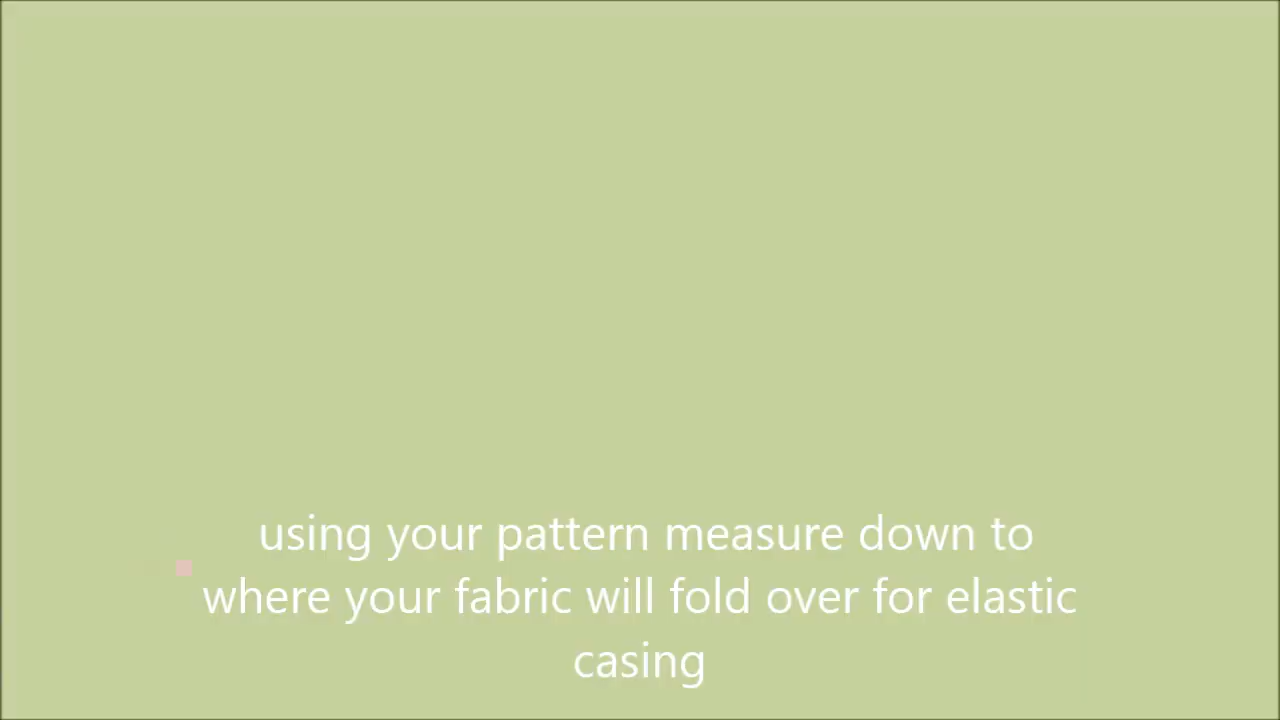 using your pattern measure down to
where your fabric will fold over for elastic
casing